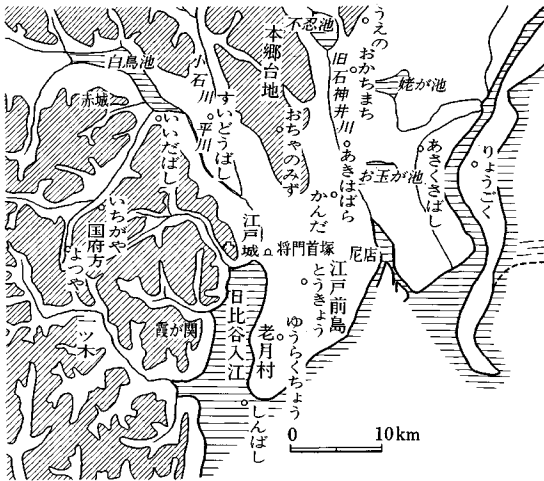 うえの
不忍池
おかちまち
本郷台地
小石川
白鳥池
旧石神井川
姥が池
赤城
すいどうばし
平川
いいだばし
おちゃのみず
あきはばら
お玉が池
あさくさばし
りょうごく
かんだ
いちがや
国府方
よつや
江戸城
将門首塚
尼店
江戸前島
とうきょう
日比谷入江
霞が関
老月村
ゆうらくちょう
しんばし
0 10km